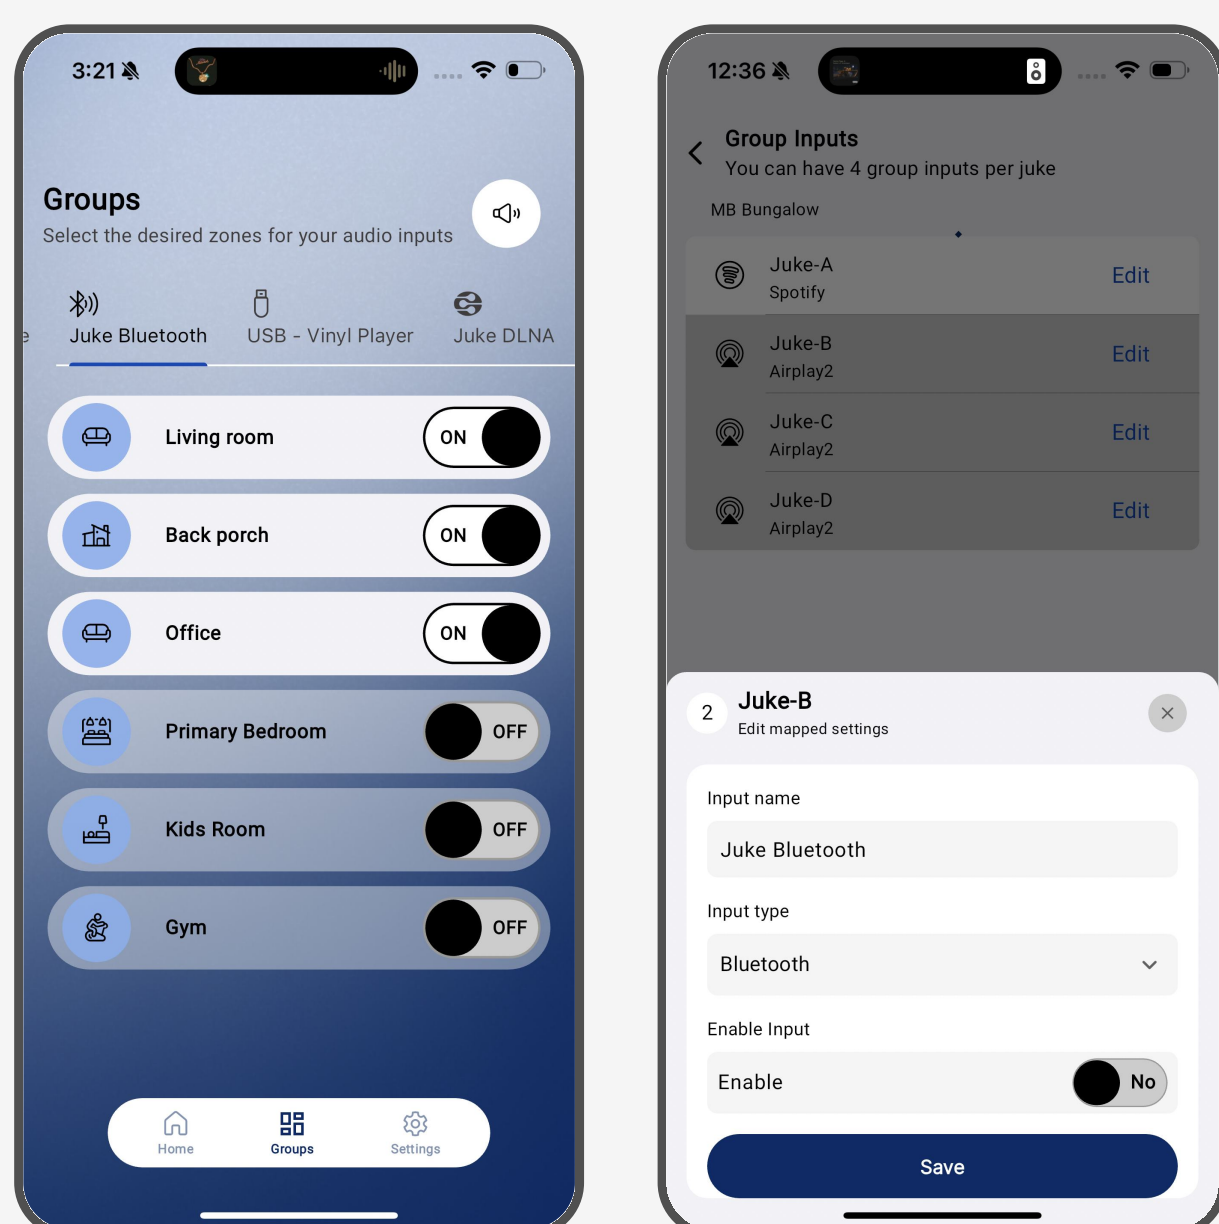 3:21
Groups
Select the desired zones for your audio inputs
e
Juke Bluetooth
USB - Vinyl Player
Juke DLNA
Living room
ON
Back porch
ON
Office
ON
Primary Bedroom
OFF
Kids Room
OFF
Gym
OFF
Home
Groups
Settings
12:36
Group Inputs
You can have 4 group inputs per juke
MB Bungalow
Juke-A
Spotify
Edit
Juke-B
Airplay2
Edit
Juke-C
Airplay2
Edit
Juke-D
Airplay2
Edit
2
Juke-B
Edit mapped settings
Input name
Juke Bluetooth
Input type
Bluetooth
Enable Input
Enable
No
Save